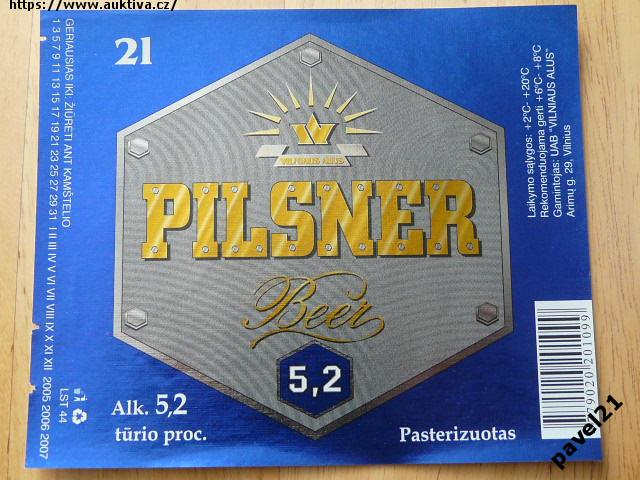 https://www.auktiva.cz/
2l
VILNIAUS ALUS
PILSNER
Beer
5,2
Alk. 5,2
tūrio proc.
Pasterizuotas
GERIAUSIAS IKI: ŽIŪRĖTI ANT KAMŠTELIO
1 3 5 7 9 11 13 15 17 19 21 23 25 27 29 31 I II III IV V VI VII VIII IX X XI XII 2005 2006 2007
LST 44
Laikymo sąlygos: +2°C- +20°C
Rekomenduojama gerti +6°C- +8°C
Gamintojas: UAB "VILNIAUS ALUS"
Arimų g. 29, Vilnius
79020 201099
pavel21